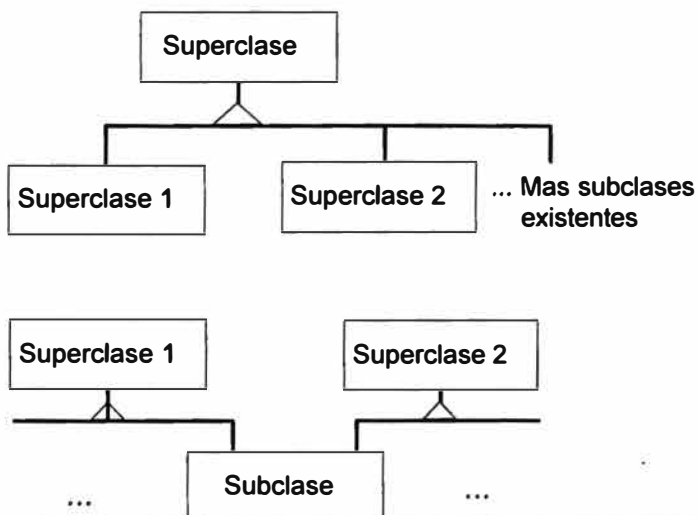 Superclase
Superclase 1
Superclase 2
... Mas subclases
existentes
Superclase 1
Superclase 2
Subclase
...
...